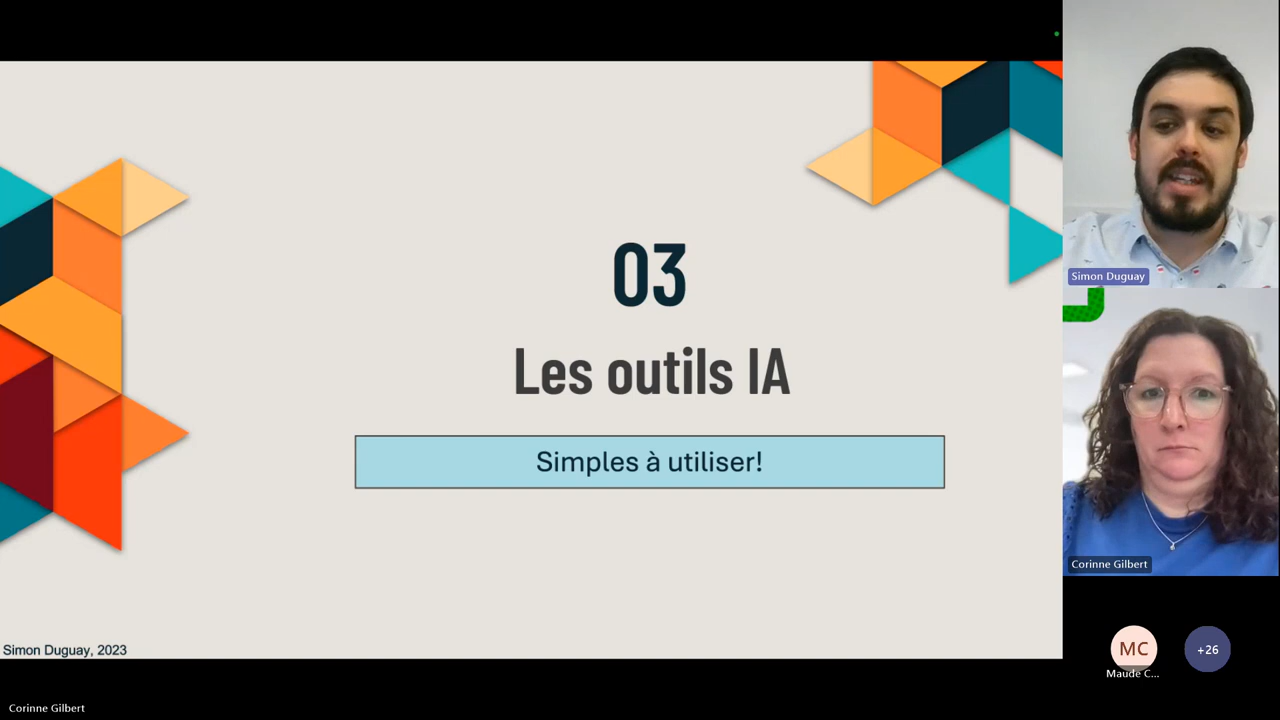 03
Les outils IA
Simples à utiliser!
Simon Duguay, 2023
Simon Duguay
Corinne Gilbert
MC
Maude C...
+26
Corinne Gilbert